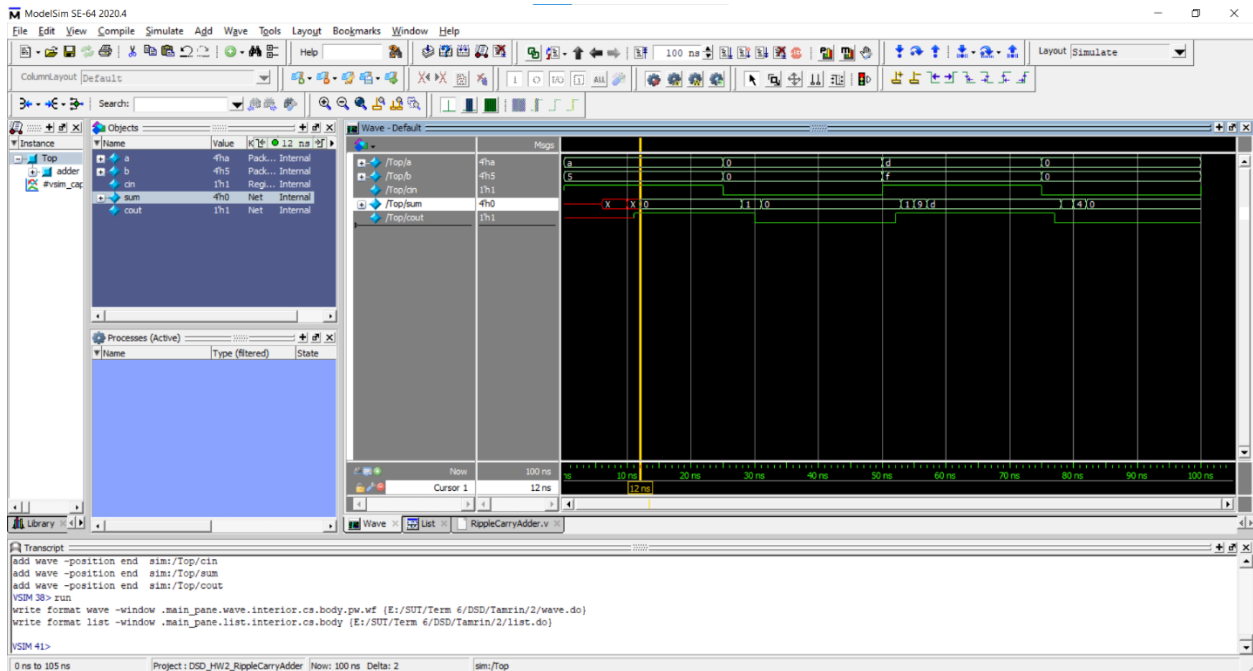 ModelSim SE-64 2020.4
File Edit View Compile Simulate Add Wave Tools Layout Bookmarks Window Help
Help
100 ns
Layout Simulate
ColumnLayout Default
Search:
Instance
Top
adder
#vsim_cap
Library
Objects
Name Value 12 ns
a 4'ha Pack... Internal
b 4'h5 Pack... Internal
cin 1'h1 Regi... Internal
sum 4'h0 Net Internal
cout 1'h1 Net Internal
Processes (Active)
Name Type (filtered) State
Wave - Default
Msgs
/Top/a 4'ha a 0 d 0
/Top/b 4'h5 5 0 f 0
/Top/cin 1'h1
/Top/sum 4'h0 X X 0 1 0 1 9 d 4 0
/Top/cout 1'h1
Now 100 ns
Cursor 1 12 ns
ns 10 ns 20 ns 30 ns 40 ns 50 ns 60 ns 70 ns 80 ns 90 ns 100 ns
12 ns
Wave List RippleCarryAdder.v
Transcript
add wave -position end sim:/Top/cin
add wave -position end sim:/Top/sum
add wave -position end sim:/Top/cout
VSIM 38> run
write format wave -window .main_pane.wave.interior.cs.body.pw.wf {E:/SUT/Term 6/DSD/Tamrin/2/wave.do}
write format list -window .main_pane.list.interior.cs.body {E:/SUT/Term 6/DSD/Tamrin/2/list.do}
VSIM 41>
0 ns to 105 ns Project : DSD_HW2_RippleCarryAdder Now: 100 ns Delta: 2 sim:/Top